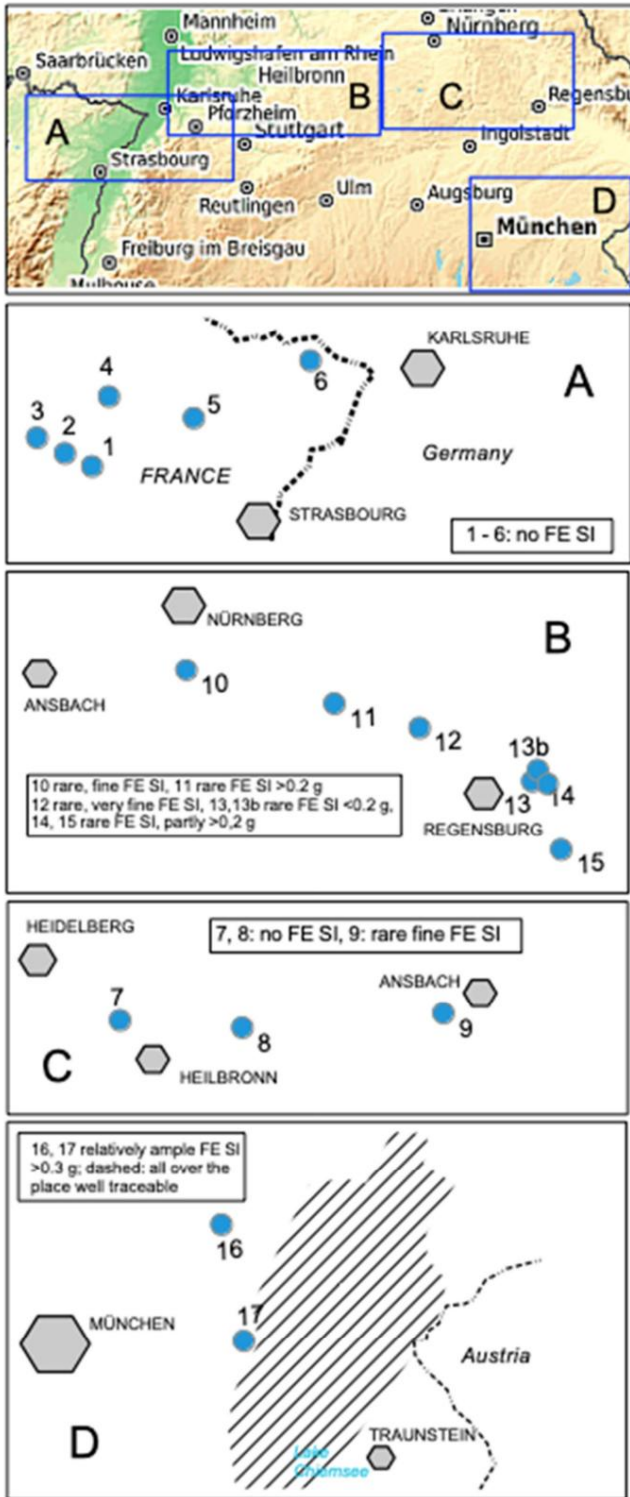 Mannheim
Erlangen
Nürnberg
Saarbrücken
Ludwigshafen am Rhein
Heilbronn
B
C
Karlsruhe
Regensbu
A
Pforzheim
Stuttgart
Ingolstadt
Strasbourg
Ulm
Augsburg
D
Reutlingen
München
Freiburg im Breisgau
Mulhouse
KARLSRUHE
A
4
6
3
2
5
1
FRANCE
Germany
STRASBOURG
1 - 6: no FE SI
NÜRNBERG
B
10
ANSBACH
11
12
13b
10 rare, fine FE SI, 11 rare FE SI >0.2 g
12 rare, very fine FE SI, 13,13b rare FE SI <0.2 g,
14, 15 rare FE SI, partly >0,2 g
13
14
REGENSBURG
15
HEIDELBERG
7, 8: no FE SI, 9: rare fine FE SI
7
ANSBACH
8
9
C
HEILBRONN
16, 17 relatively ample FE SI
>0.3 g; dashed: all over the
place well traceable
16
17
MÜNCHEN
Austria
D
TRAUNSTEIN
Lake
Chiemsee